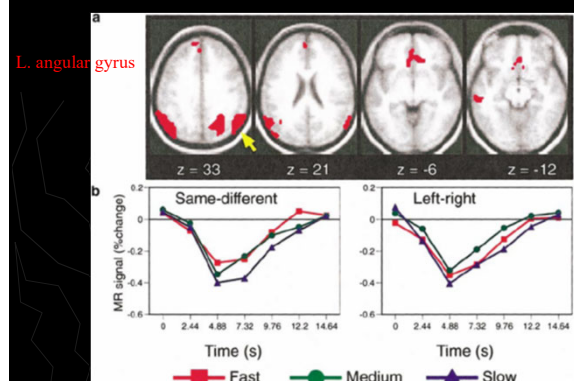 a
L. angular gyrus
z = 33
z = 21
z = -6
z = -12
b
Same-different
Left-right
MR signal (%change)
0.2
0
-0.2
-0.4
-0.6
0.2
0
-0.2
-0.4
-0.6
0 2.44 4.88 7.32 9.76 12.2 14.64
0 2.44 4.88 7.32 9.76 12.2 14.64
Time (s)
Time (s)
Fast Medium Slow